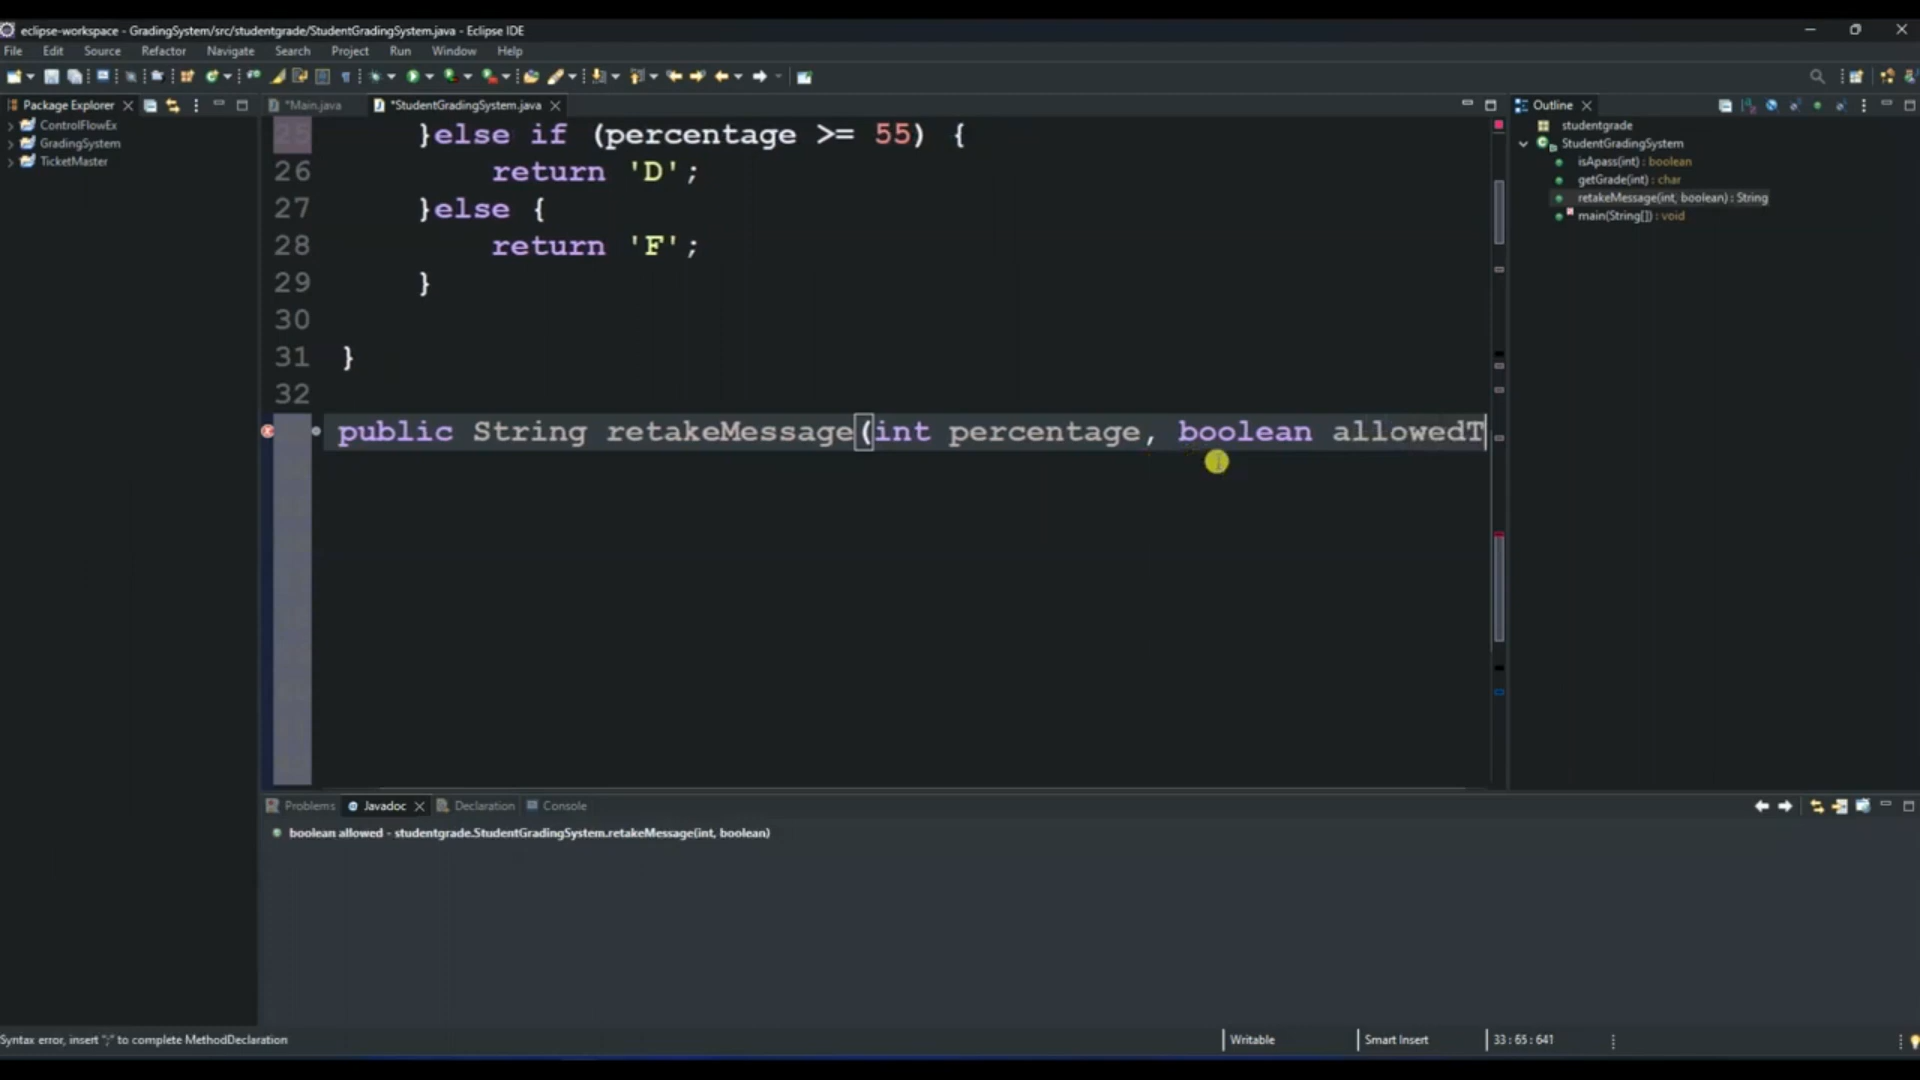 eclipse-workspace - GradingSystem/src/studentgrade/StudentGradingSystem.java - Eclipse IDE
File Edit Source Refactor Navigate Search Project Run Window Help
Package Explorer
ControlFlowEx
GradingSystem
TicketMaster
*Main.java *StudentGradingSystem.java
25 }else if (percentage >= 55) {
26 return 'D';
27 }else {
28 return 'F';
29 }
30
31 }
32
public String retakeMessage(int percentage, boolean allowedT
Outline
studentgrade
StudentGradingSystem
isApass(int) : boolean
getGrade(int) : char
retakeMessage(int, boolean) : String
main(String[]) : void
Problems Javadoc Declaration Console
boolean allowed - studentgrade.StudentGradingSystem.retakeMessage(int, boolean)
Syntax error, insert ";" to complete MethodDeclaration Writable Smart Insert 33 : 65 : 641